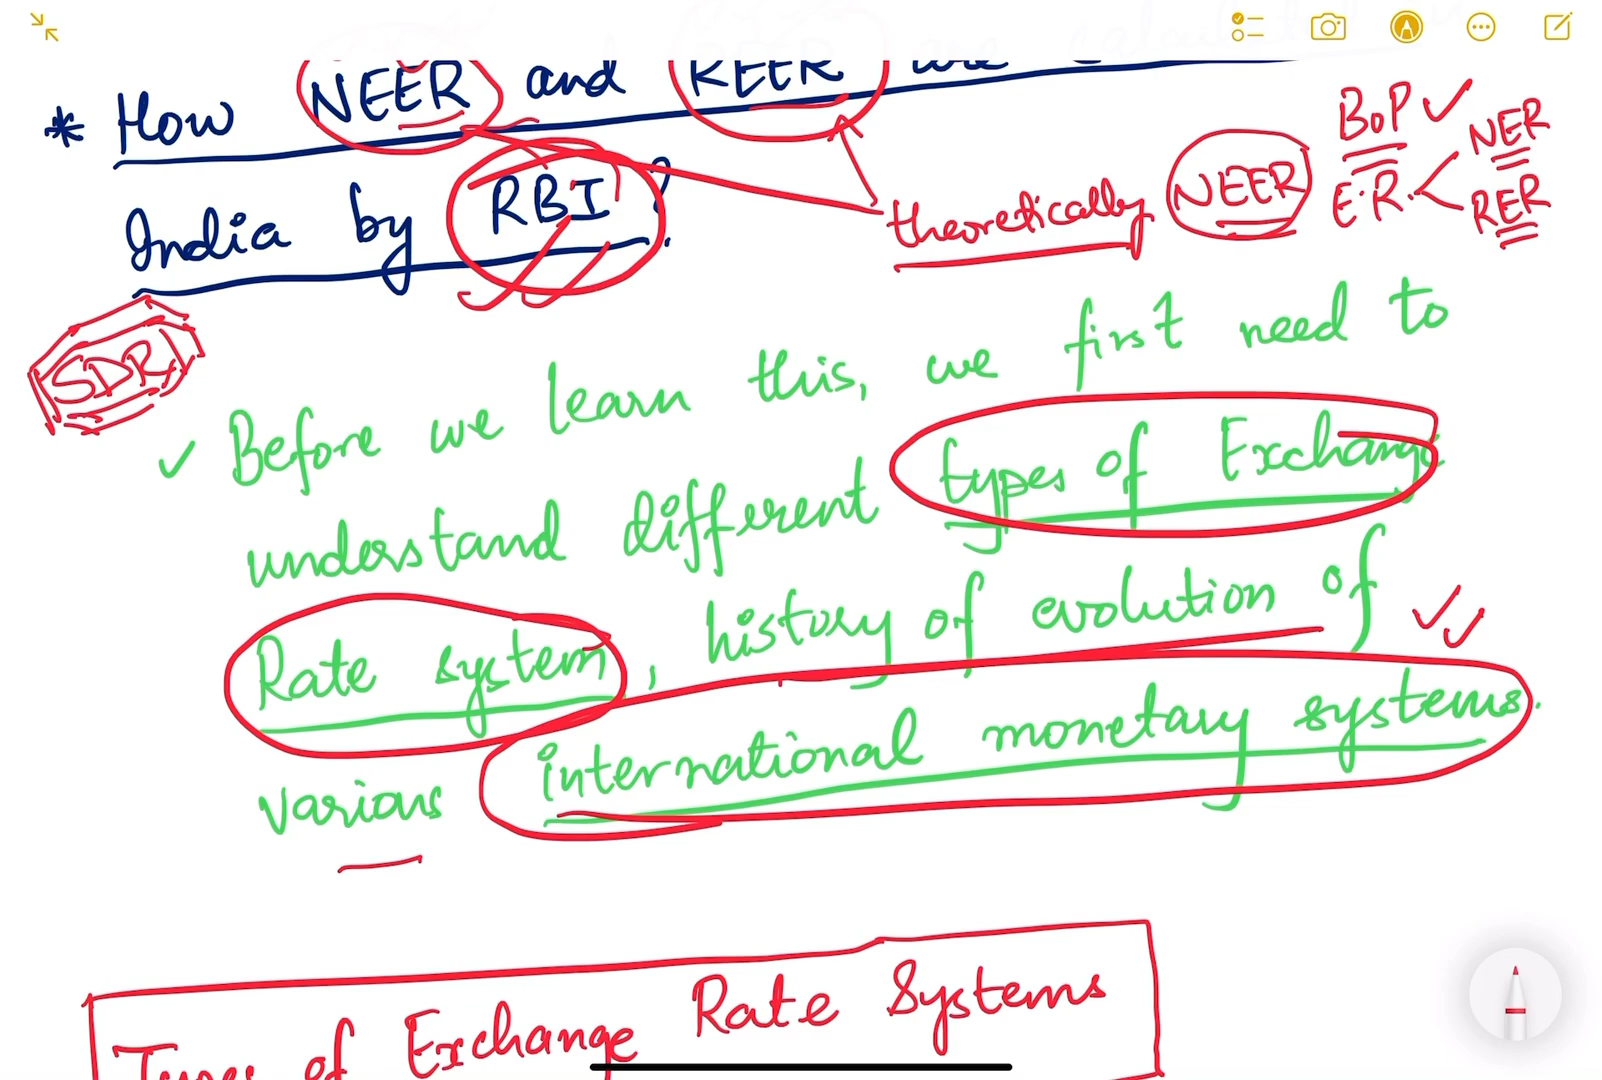 * How NEER and REER are
India by RBI?
theoretically NEER
BOP ✓
E.R. < NER
RER
SDR
✓ Before we learn this, we first need to
understand different types of Exchange
Rate system, history of evolution of
various international monetary systems.
Types of Exchange Rate Systems